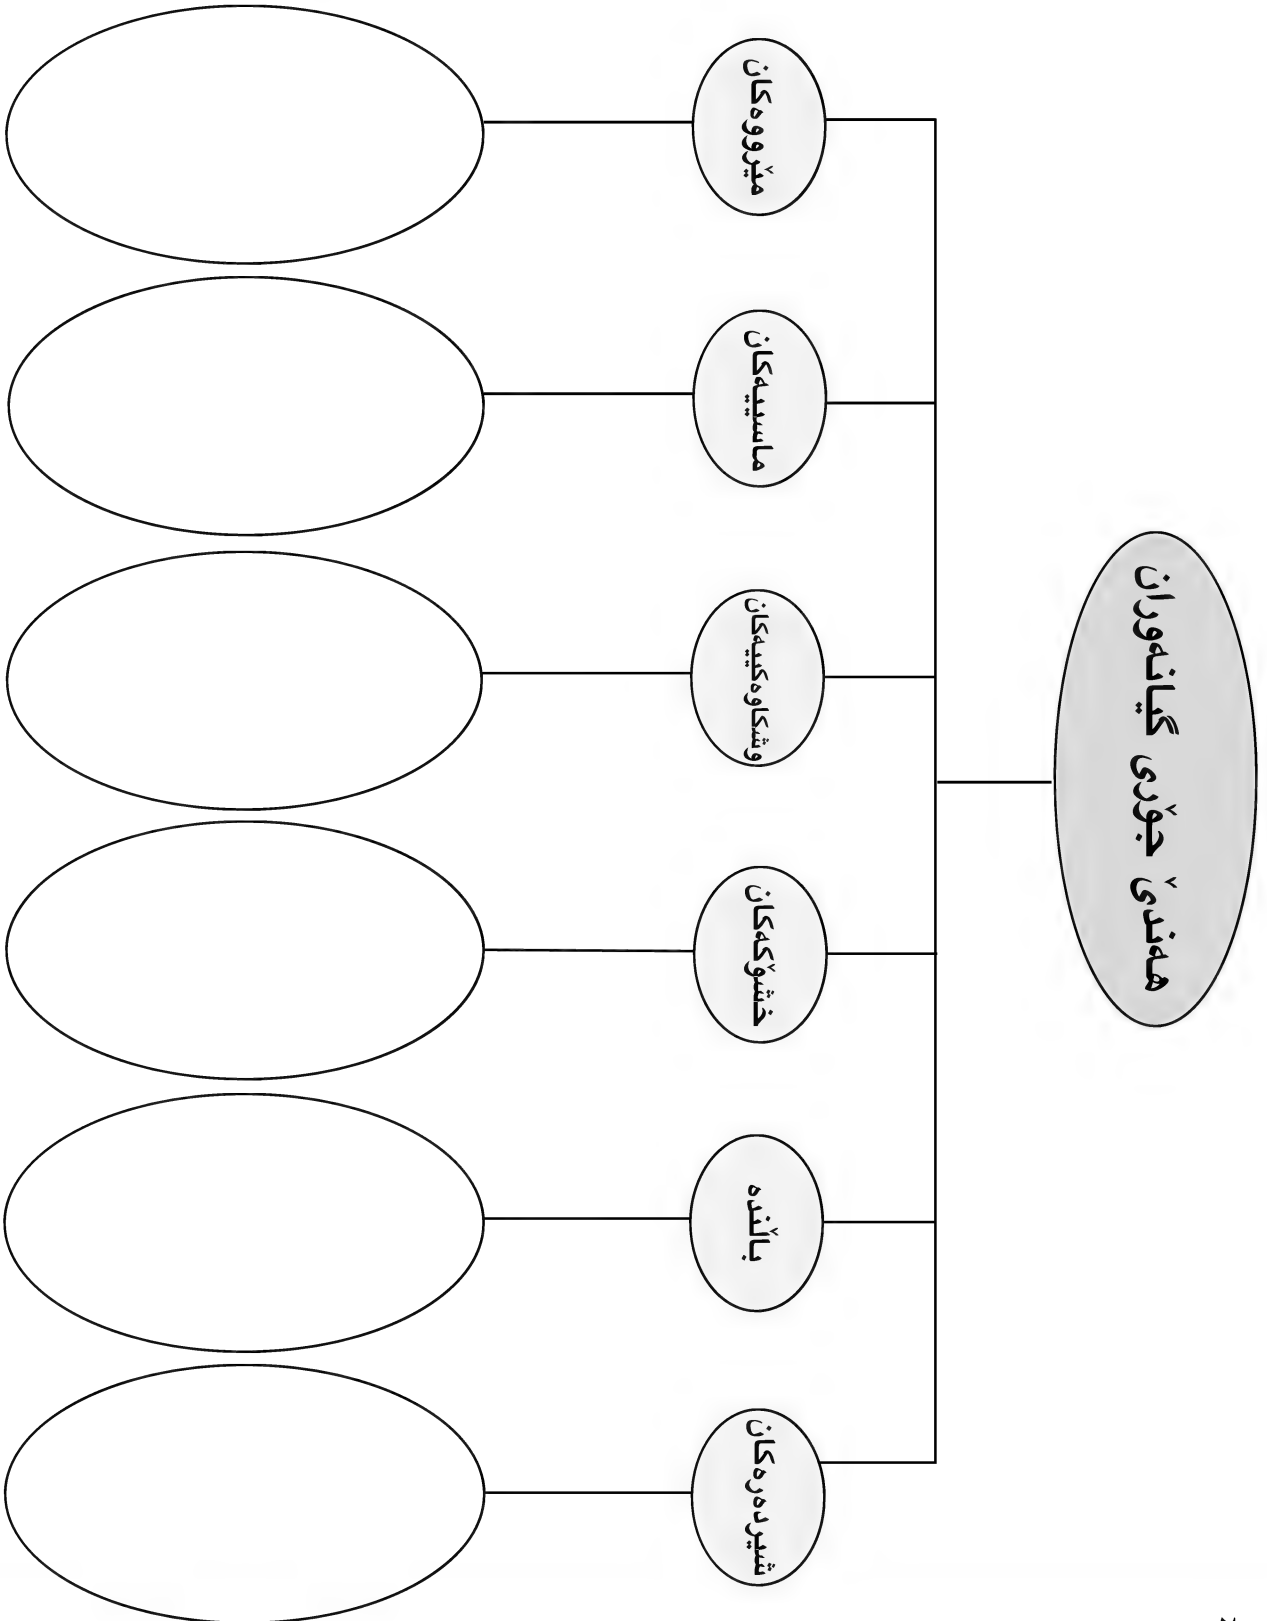 هەندێ جۆری گیانەوران
شیردەرەکان
باڵندە
خشۆکەکان
وشکاوەکییەکان
ماسییەکان
مێرووەکان